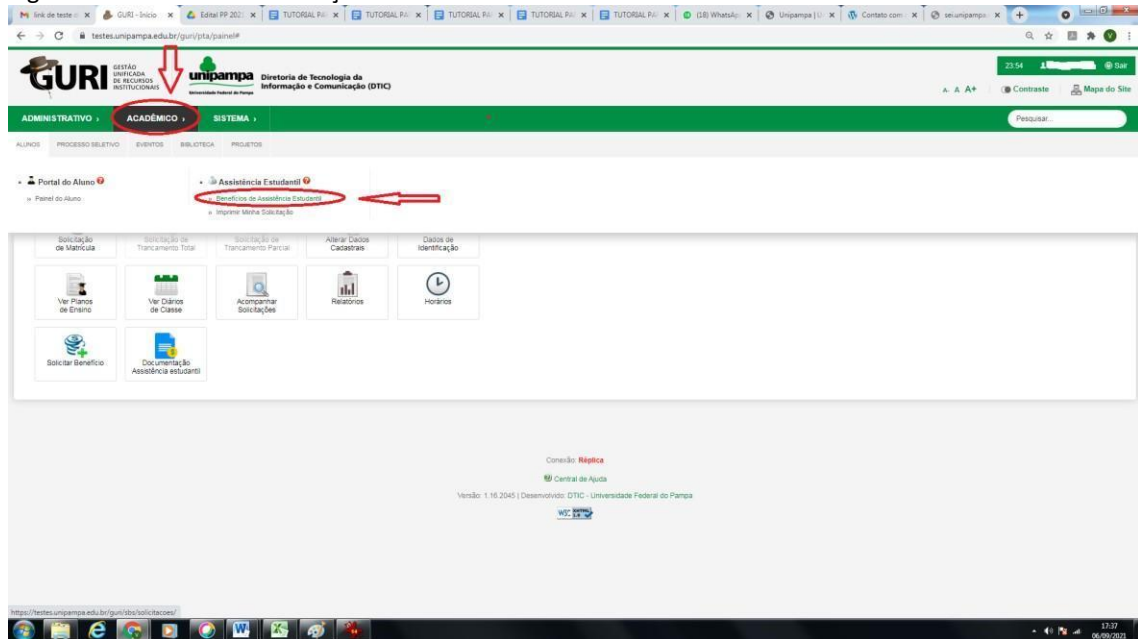 link de teste
GURI - Início
Edital PP 202
TUTORIAL PA
TUTORIAL PA
TUTORIAL PA
TUTORIAL PA
TUTORIAL PA
(18) WhatsAp
Unipampa | U
Contato com
sei.unipampa
testes.unipampa.edu.br/guri/pta/painel#
GURI
GESTÃO
UNIFICADA
DE RECURSOS
INSTITUCIONAIS
unipampa
Universidade Federal do Pampa
Diretoria de Tecnologia da
Informação e Comunicação (DTIC)
23:54
Sair
A- A A+
Contraste
Mapa do Site
ADMINISTRATIVO ›
ACADÊMICO ›
SISTEMA ›
Pesquisar...
ALUNOS
PROCESSO SELETIVO
EVENTOS
BIBLIOTECA
PROJETOS
Portal do Aluno
Assistência Estudantil
» Painel do Aluno
» Benefícios de Assistência Estudantil
» Imprimir Minha Solicitação
Solicitação
de Matrícula
Solicitação de
Trancamento Total
Solicitação de
Trancamento Parcial
Alterar Dados
Cadastrais
Dados de
Identificação
Ver Planos
de Ensino
Ver Diários
de Classe
Acompanhar
Solicitações
Relatórios
Horários
Solicitar Benefício
Documentação
Assistência estudantil
Conexão: Réplica
Central de Ajuda
Versão: 1.16.2045 | Desenvolvido: DTIC - Universidade Federal do Pampa
W3C
https://testes.unipampa.edu.br/guri/sbs/solicitacoes/
17:37
06/09/2021